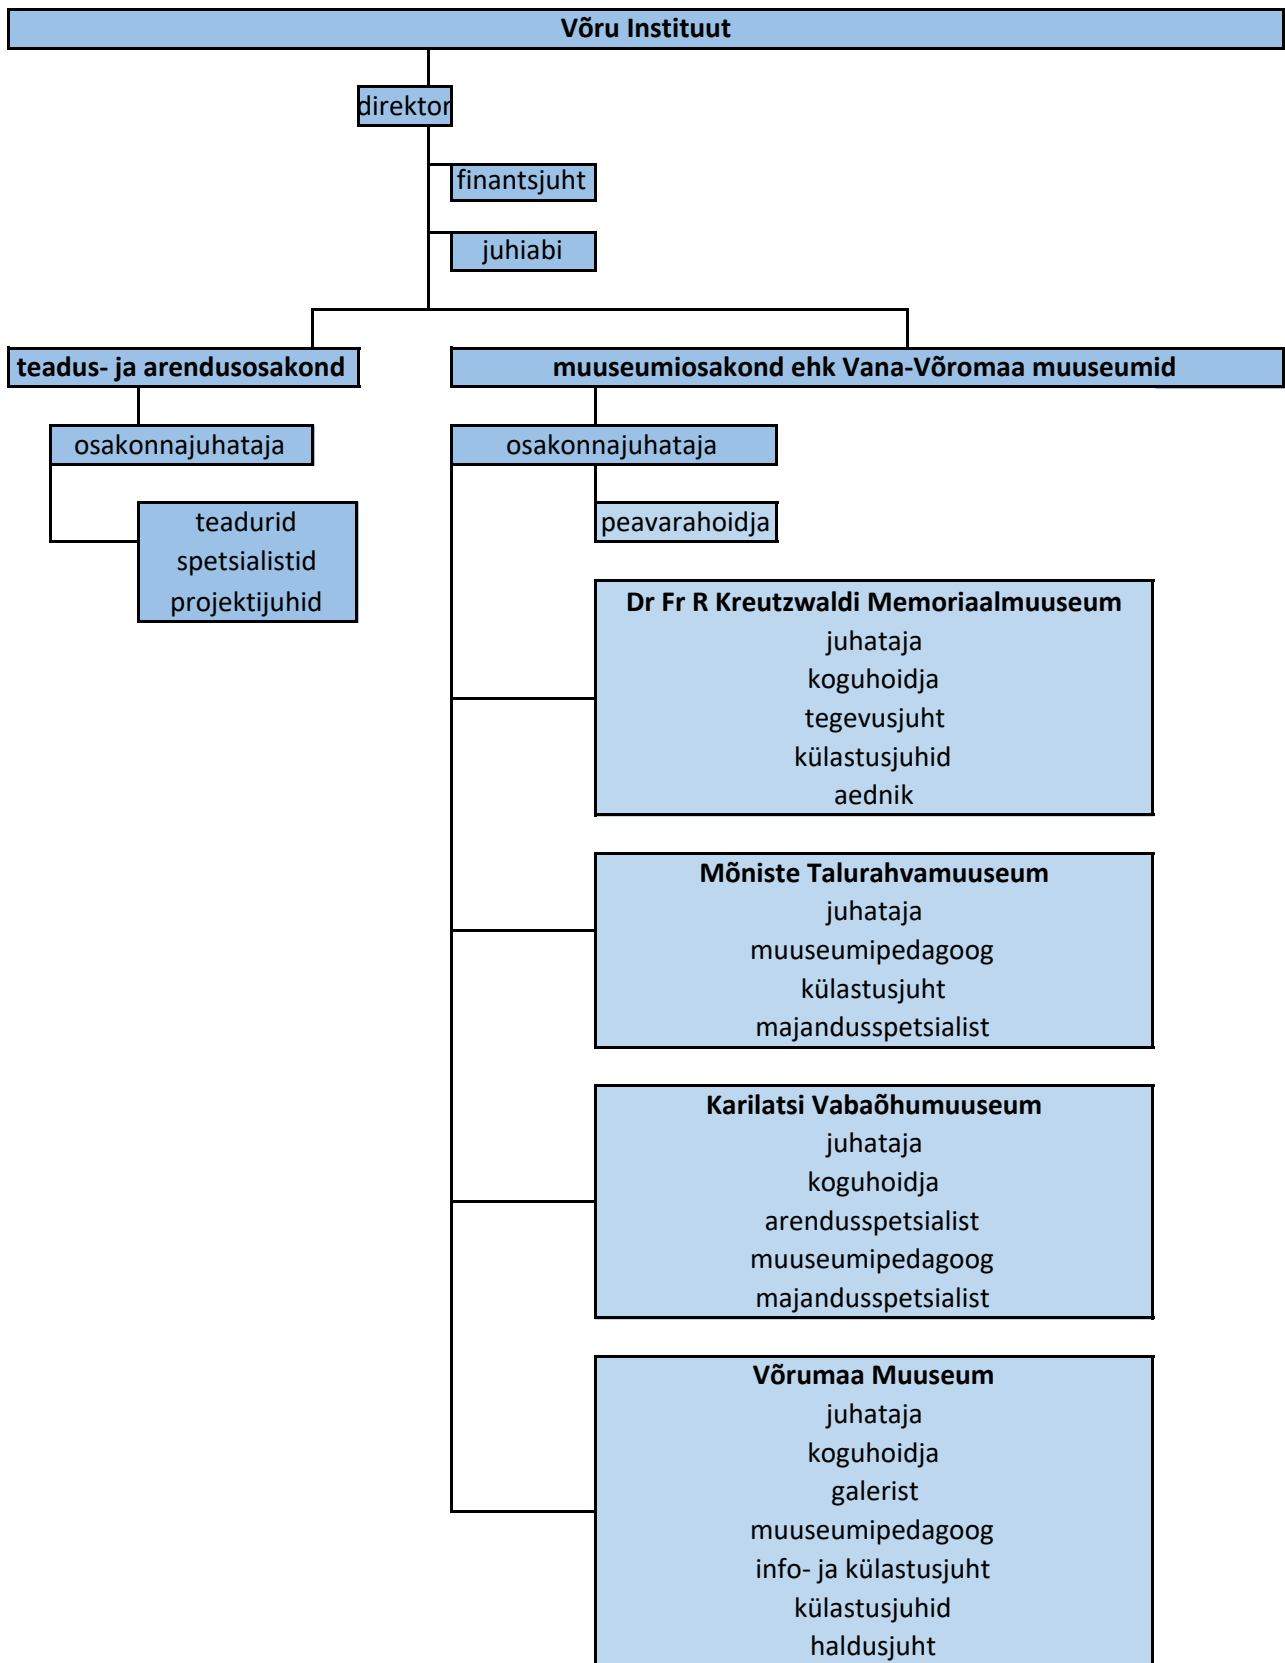 Võru Instituut
direktor
finantsjuht
juhiabi
teadus- ja arendusosakond
muuseumiosakond ehk Vana-Võromaa muuseumid
osakonnajuhataja
osakonnajuhataja
teadurid
spetsialistid
projektijuhid
peavarahoidja
Dr Fr R Kreutzwaldi Memoriaalmuuseum
juhataja
koguhoidja
tegevusjuht
külastusjuhid
aednik
Mõniste Talurahvamuuseum
juhataja
muuseumipedagoog
külastusjuht
majandusspetsialist
Karilatsi Vabaõhumuuseum
juhataja
koguhoidja
arendusspetsialist
muuseumipedagoog
majandusspetsialist
Võrumaa Muuseum
juhataja
koguhoidja
galerist
muuseumipedagoog
info- ja külastusjuht
külastusjuhid
haldusjuht